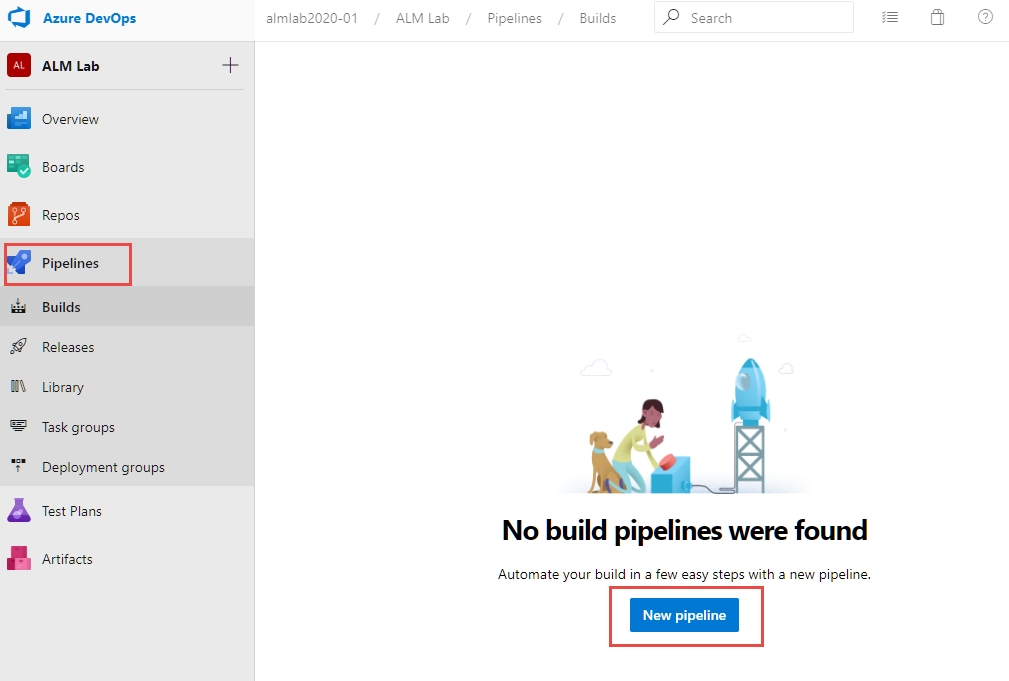 Azure DevOps
almlab2020-01 / ALM Lab / Pipelines / Builds
Search
AL ALM Lab
Overview
Boards
Repos
Pipelines
Builds
Releases
Library
Task groups
Deployment groups
Test Plans
Artifacts
No build pipelines were found
Automate your build in a few easy steps with a new pipeline.
New pipeline